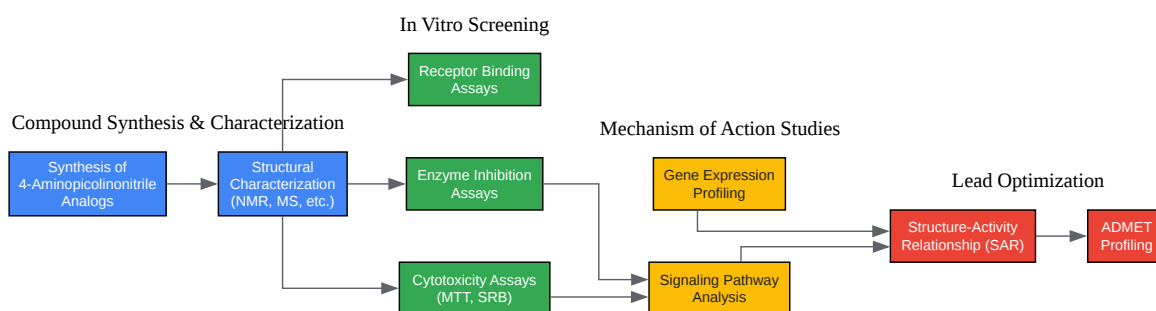 In Vitro Screening
Receptor Binding
Assays
Compound Synthesis & Characterization
Mechanism of Action Studies
Synthesis of
4-Aminopicolinonitrile
Analogs
Structural
Characterization
(NMR, MS, etc.)
Enzyme Inhibition
Assays
Gene Expression
Profiling
Lead Optimization
Structure-Activity
Relationship (SAR)
ADMET
Profiling
Cytotoxicity Assays
(MTT, SRB)
Signaling Pathway
Analysis